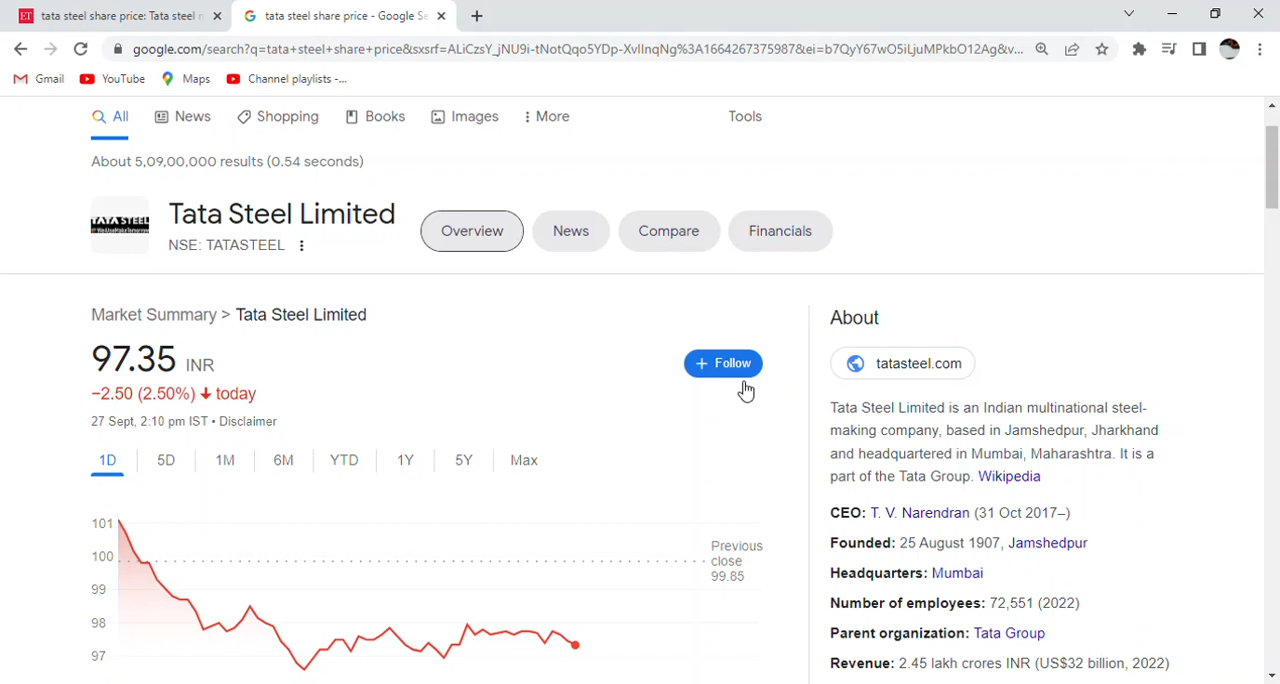 tata steel share price: Tata steel
tata steel share price - Google Se
google.com/search?q=tata+steel+share+price&sxsrf=ALiCzsY_jNU9i-tNotQqo5YDp-XvlInqNg%3A1664267375987&ei=b7QyY67wO5iLjuMPkbO12Ag&v...
Gmail
YouTube
Maps
Channel playlists -...
All
News
Shopping
Books
Images
More
Tools
About 5,09,00,000 results (0.54 seconds)
TATA STEEL
#WeAlsoMakeTomorrow
Tata Steel Limited
NSE: TATASTEEL
Overview
News
Compare
Financials
Market Summary > Tata Steel Limited
97.35 INR
−2.50 (2.50%) today
27 Sept, 2:10 pm IST • Disclaimer
+ Follow
1D
5D
1M
6M
YTD
1Y
5Y
Max
101
100
99
98
97
Previous
close
99.85
About
tatasteel.com
Tata Steel Limited is an Indian multinational steel-
making company, based in Jamshedpur, Jharkhand
and headquartered in Mumbai, Maharashtra. It is a
part of the Tata Group. Wikipedia
CEO: T. V. Narendran (31 Oct 2017–)
Founded: 25 August 1907, Jamshedpur
Headquarters: Mumbai
Number of employees: 72,551 (2022)
Parent organization: Tata Group
Revenue: 2.45 lakh crores INR (US$32 billion, 2022)